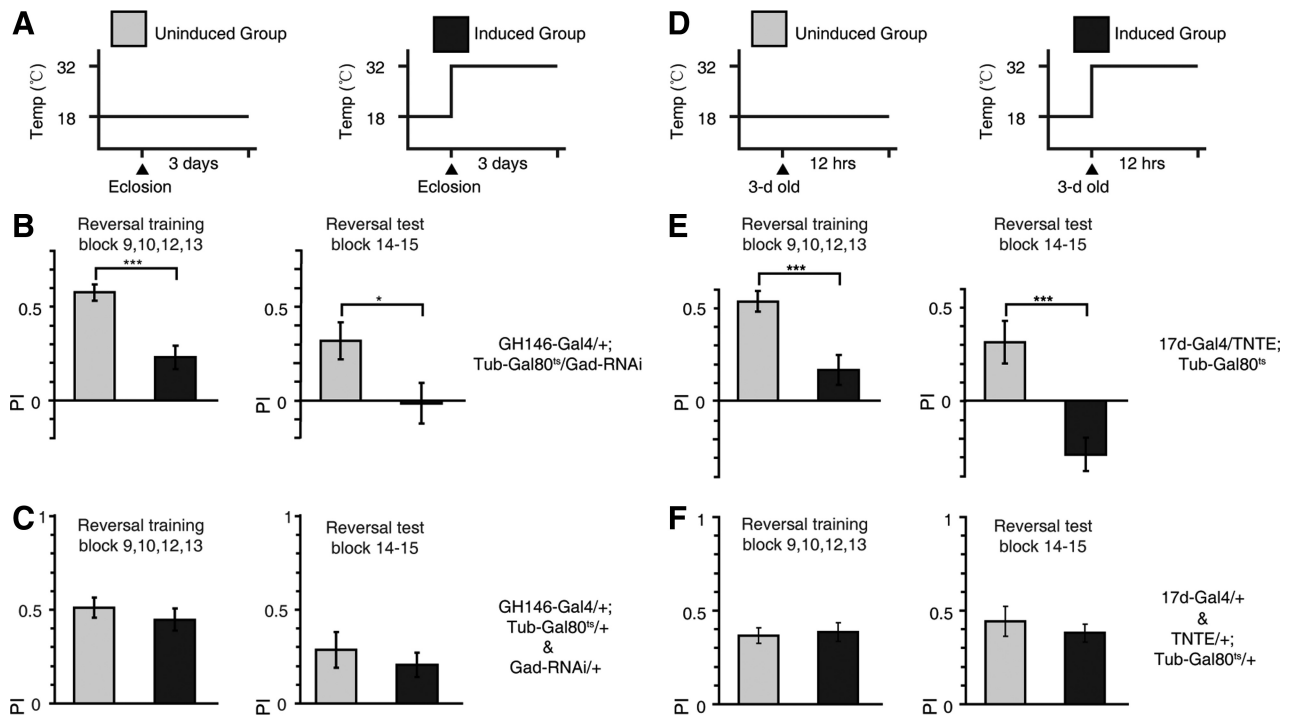 A
Uninduced Group
Induced Group
Temp (℃)
32
18
3 days
Eclosion
Temp (℃)
32
18
3 days
Eclosion
D
Uninduced Group
Induced Group
Temp (℃)
32
18
12 hrs
3-d old
Temp (℃)
32
18
12 hrs
3-d old
B
Reversal training
block 9,10,12,13
***
0.5
0
PI
Reversal test
block 14-15
*
0.5
0
PI
GH146-Gal4/+;
Tub-Gal80ts/Gad-RNAi
E
Reversal training
block 9,10,12,13
***
0.5
0
PI
Reversal test
block 14-15
***
0.5
0
PI
17d-Gal4/TNTE;
Tub-Gal80ts
C
Reversal training
block 9,10,12,13
1
0.5
0
PI
Reversal test
block 14-15
1
0.5
0
PI
GH146-Gal4/+;
Tub-Gal80ts/+
&
Gad-RNAi/+
F
Reversal training
block 9,10,12,13
1
0.5
0
PI
Reversal test
block 14-15
1
0.5
0
PI
17d-Gal4/+
&
TNTE/+;
Tub-Gal80ts/+